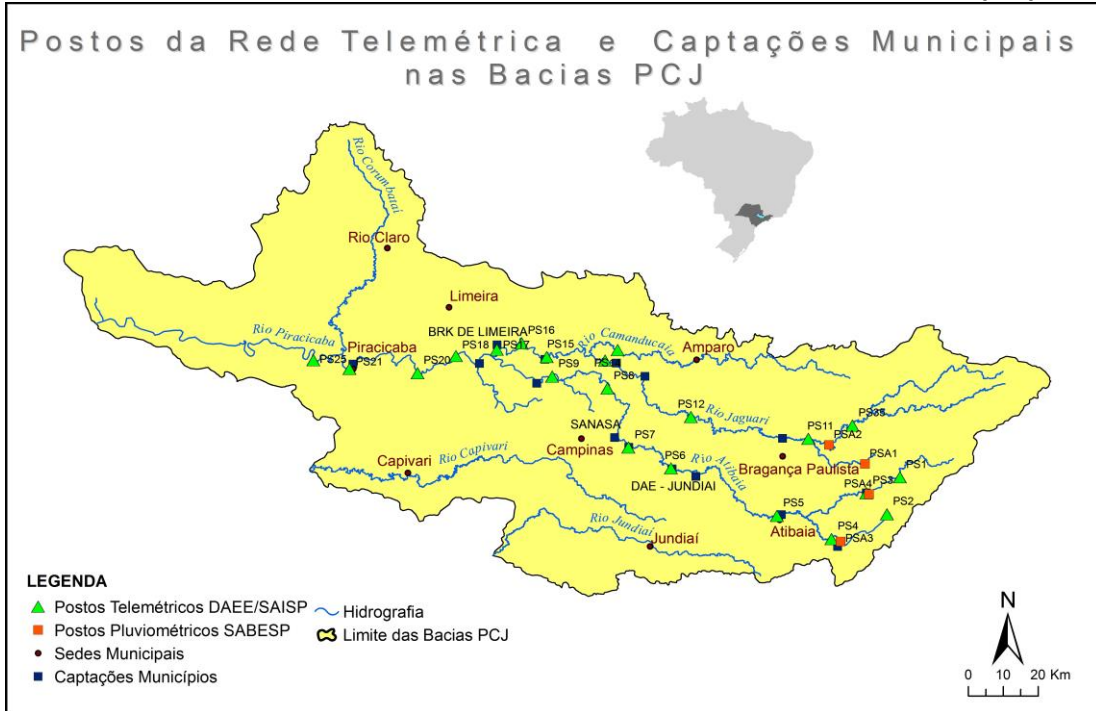 Postos da Rede Telemétrica e Captações Municipais
nas Bacias PCJ
Rio Corumbataí
Rio Claro
Limeira
BRK DE LIMEIRA
PS16
PS18
PS17
PS15
Rio Camanducaia
Amparo
Rio Piracicaba
Piracicaba
PS25
PS21
PS20
PS9
PS8
PS12
Rio Jaguari
PS38
PS11
PSA2
SANASA
PS7
Campinas
Rio Atibaia
PSA1
Bragança Paulista
PS1
Capivari
Rio Capivari
PS6
DAE - JUNDIAI
PS3
PSA4
PS2
PS5
Atibaia
PS4
PSA3
Rio Jundiaí
Jundiaí
LEGENDA
Postos Telemétricos DAEE/SAISP
Hidrografia
Postos Pluviométricos SABESP
Limite das Bacias PCJ
Sedes Municipais
Captações Municípios
N
0 10 20 Km